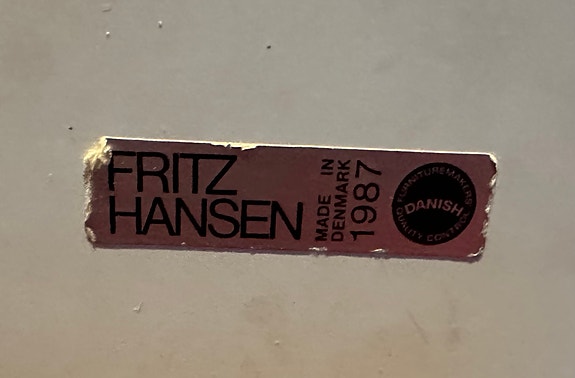 FRITZ
HANSEN
MADE IN
DENMARK
1987
FURNITUREMAKERS
DANISH
QUALITY CONTROL